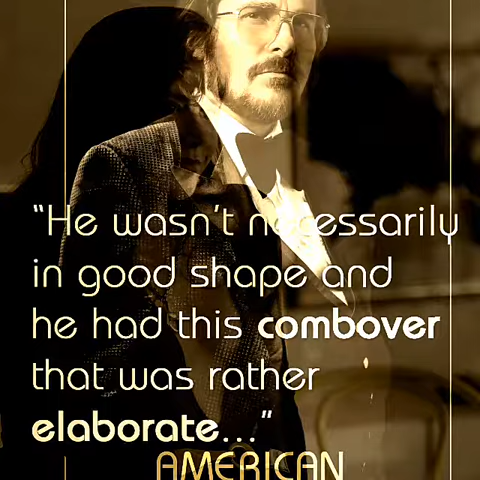 “He wasn’t necessarily
in good shape and
he had this combover
that was rather
elaborate...”
AMERICAN